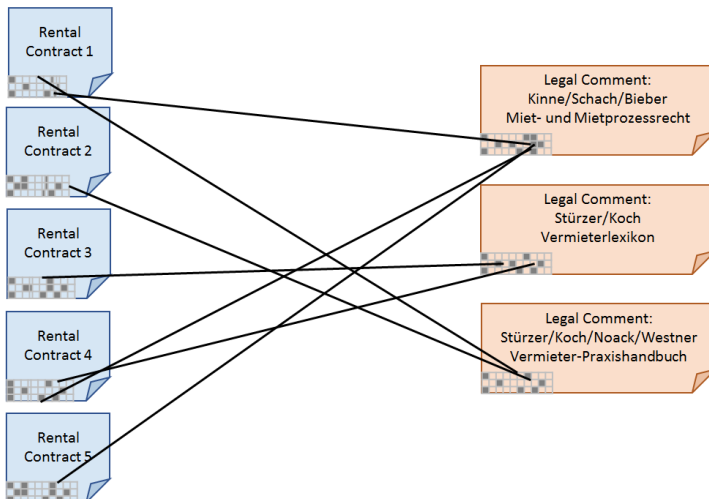 Rental
Contract 1
Rental
Contract 2
Rental
Contract 3
Rental
Contract 4
Rental
Contract 5
Legal Comment:
Kinne/Schach/Bieber
Miet- und Mietprozessrecht
Legal Comment:
Stürzer/Koch
Vermieterlexikon
Legal Comment:
Stürzer/Koch/Noack/Westner
Vermieter-Praxishandbuch